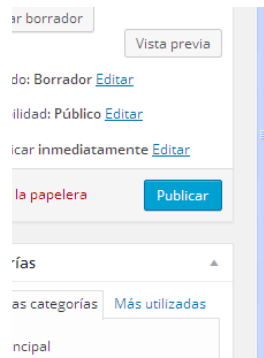 ar borrador
Vista previa
do: Borrador Editar
ilidad: Público Editar
icar inmediatamente Editar
la papelera
Publicar
rías
as categorías Más utilizadas
ncipal